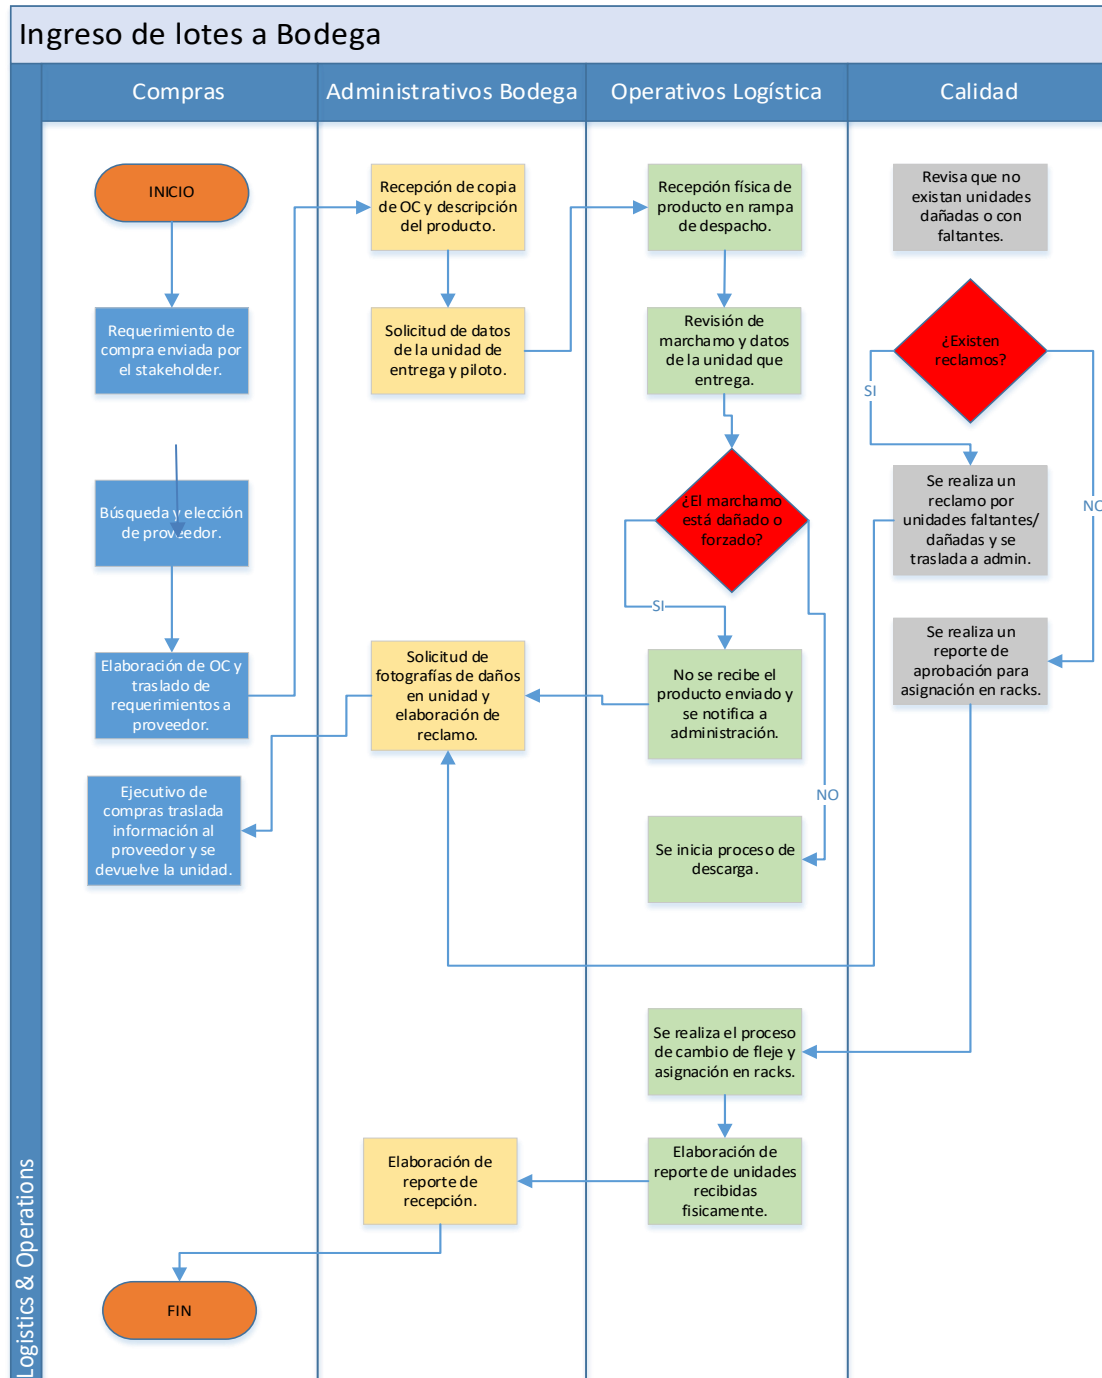 Ingreso de lotes a Bodega
Compras
Administrativos Bodega
Operativos Logística
Calidad
Logistics & Operations
INICIO
Requerimiento de
compra enviada por
el stakeholder.
Búsqueda y elección
de proveedor.
Elaboración de OC y
traslado de
requerimientos a
proveedor.
Ejecutivo de
compras traslada
información al
proveedor y se
devuelve la unidad.
FIN
Recepción de copia
de OC y descripción
del producto.
Solicitud de datos
de la unidad de
entrega y piloto.
Solicitud de
fotografías de daños
en unidad y
elaboración de
reclamo.
Elaboración de
reporte de
recepción.
Recepción física de
producto en rampa
de despacho.
Revisión de
marchamo y datos
de la unidad que
entrega.
¿El marchamo
está dañado o
forzado?
SI
NO
No se recibe el
producto enviado y
se notifica a
administración.
Se inicia proceso de
descarga.
Se realiza el proceso
de cambio de fleje y
asignación en racks.
Elaboración de
reporte de unidades
recibidas
fisicamente.
Revisa que no
existan unidades
dañadas o con
faltantes.
¿Existen
reclamos?
SI
NO
Se realiza un
reclamo por
unidades faltantes/
dañadas y se
traslada a admin.
Se realiza un
reporte de
aprobación para
asignación en racks.